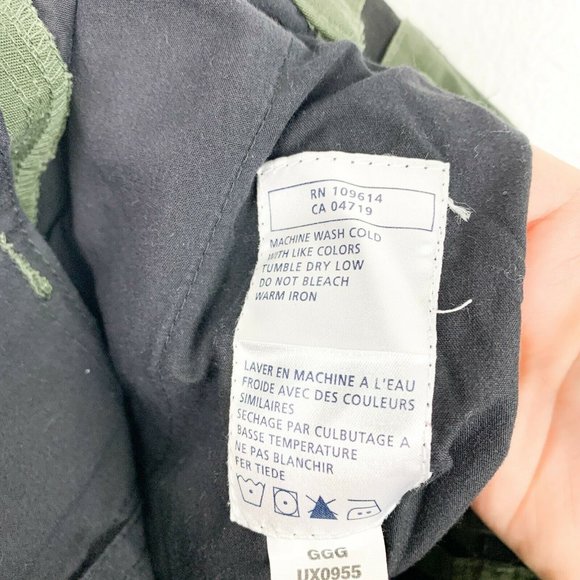 RN 109614
CA 04719
MACHINE WASH COLD
WITH LIKE COLORS
TUMBLE DRY LOW
DO NOT BLEACH
WARM IRON
LAVER EN MACHINE A L'EAU
FROIDE AVEC DES COULEURS
SIMILAIRES
SECHAGE PAR CULBUTAGE A
BASSE TEMPERATURE
NE PAS BLANCHIR
FER TIEDE
GGG
UX0955